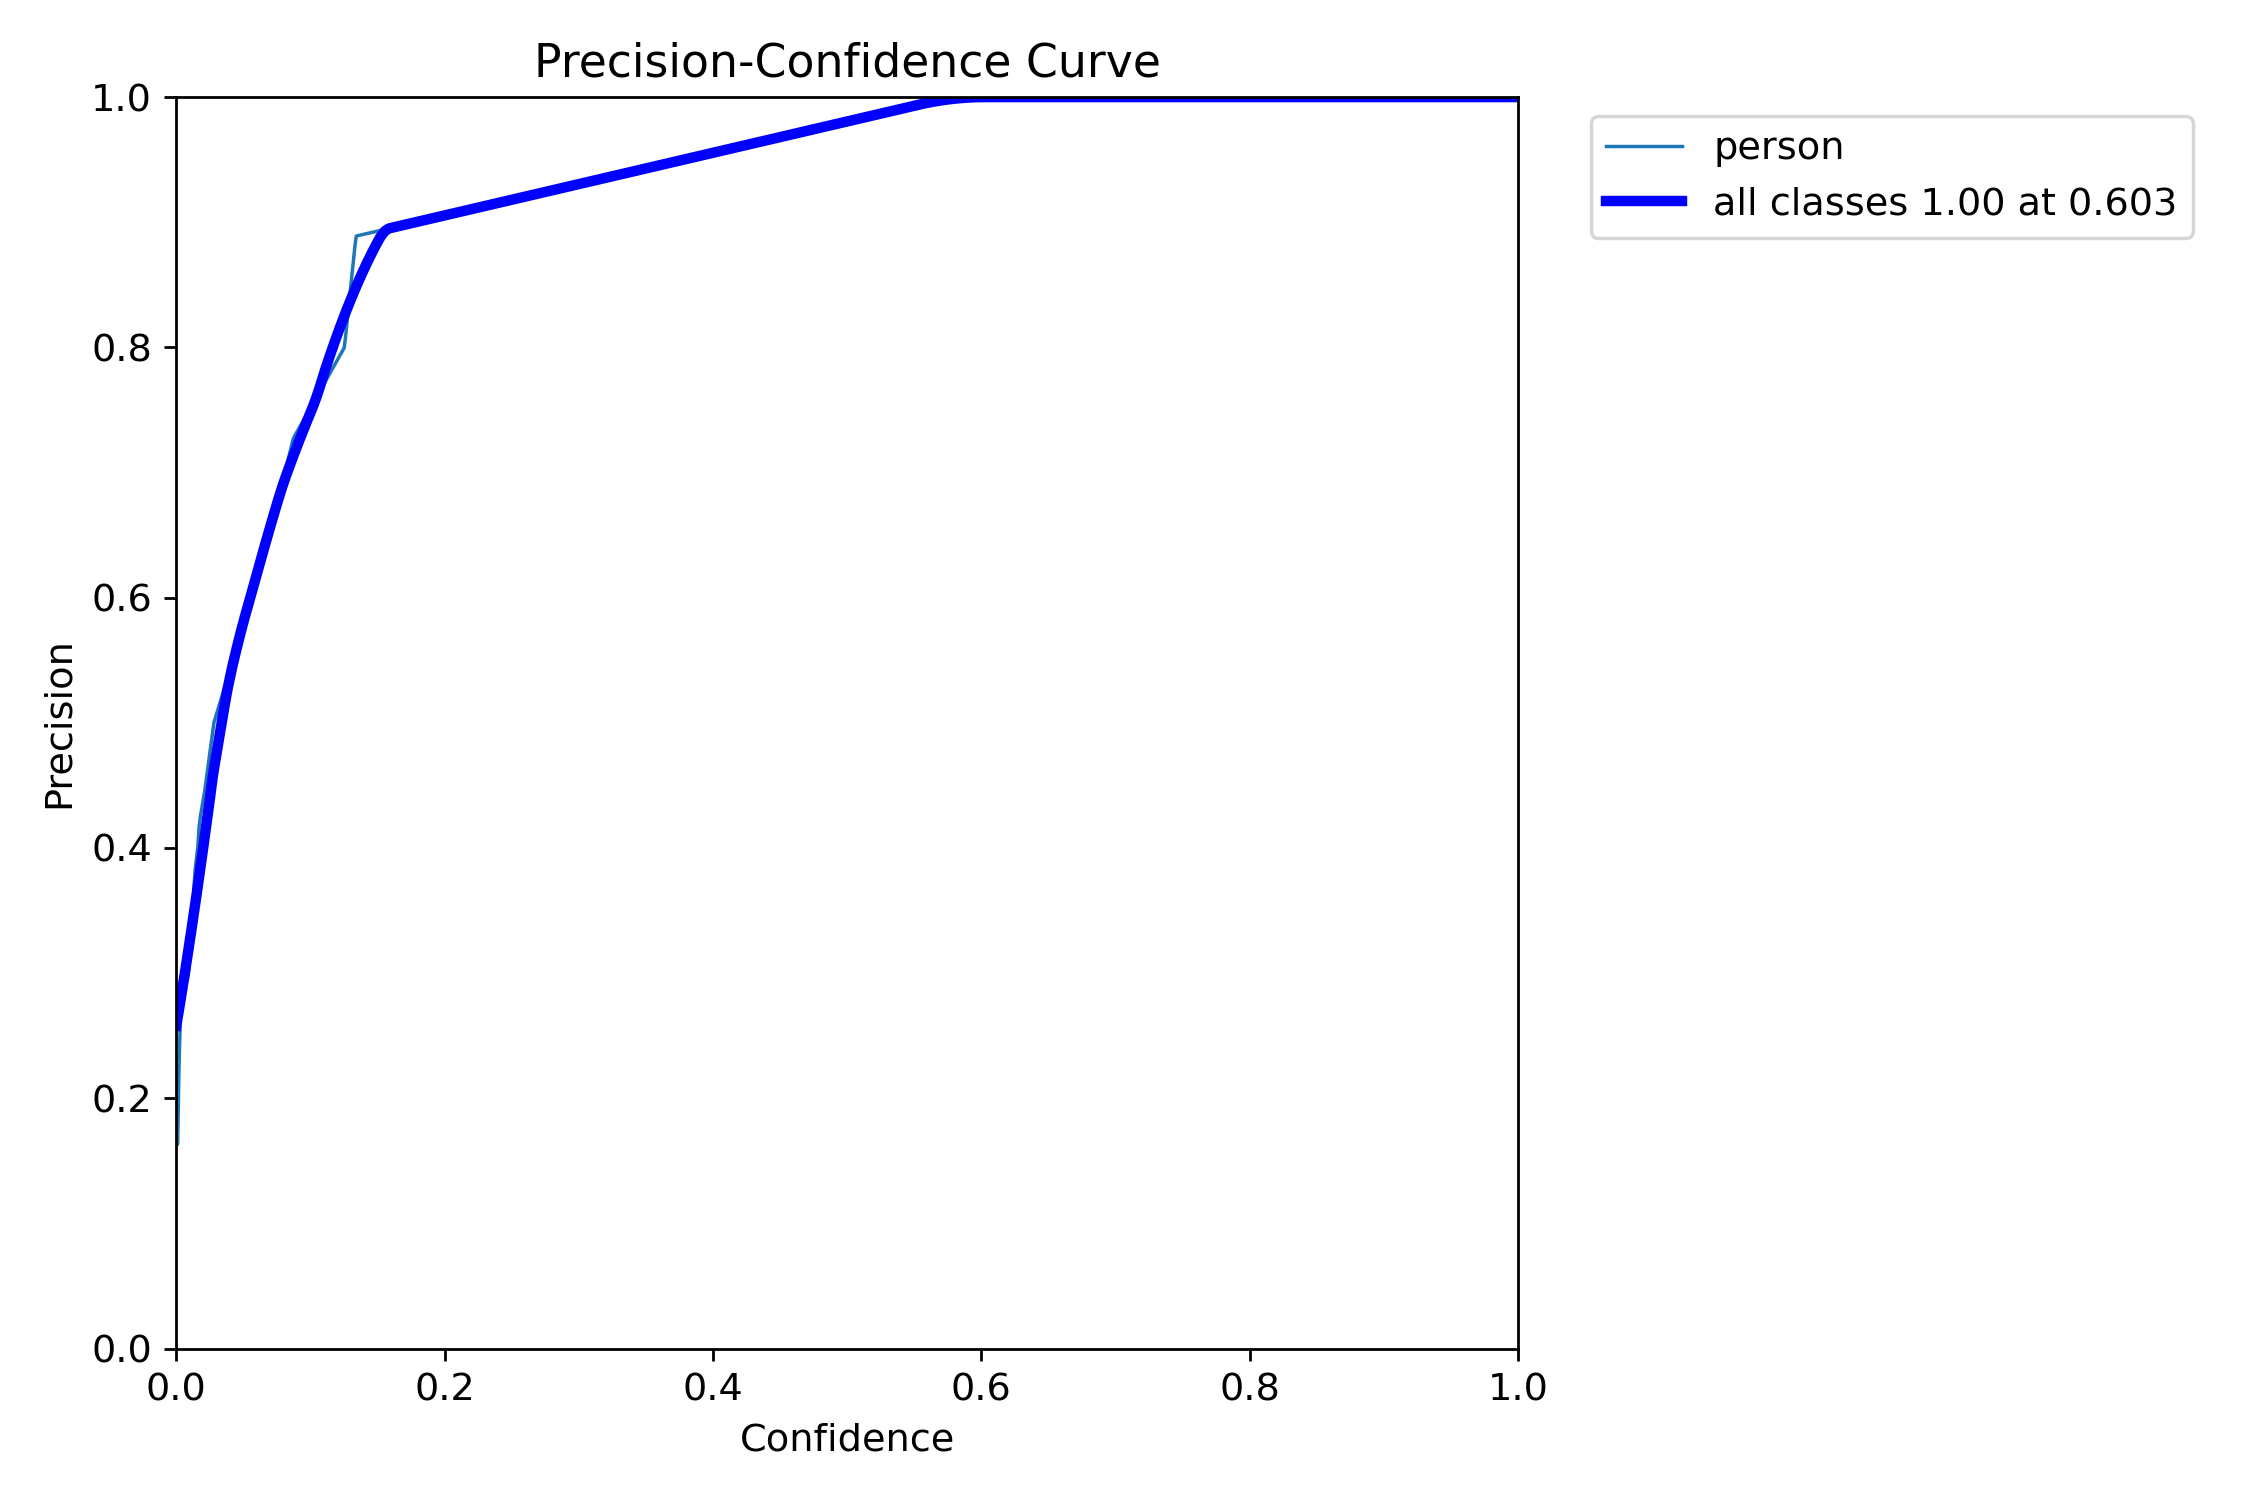 Precision-Confidence Curve
1.0
0.8
0.6
0.4
0.2
0.0
Precision
0.0 0.2 0.4 0.6 0.8 1.0
Confidence
person
all classes 1.00 at 0.603